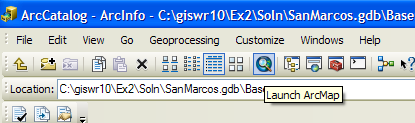 ArcCatalog - ArcInfo - C:\giswr10\Ex2\Soln\SanMarcos.gdb\Base
File Edit View Go Geoprocessing Customize Windows Help
Location: C:\giswr10\Ex2\Soln\SanMarcos.gdb\Base
Launch ArcMap